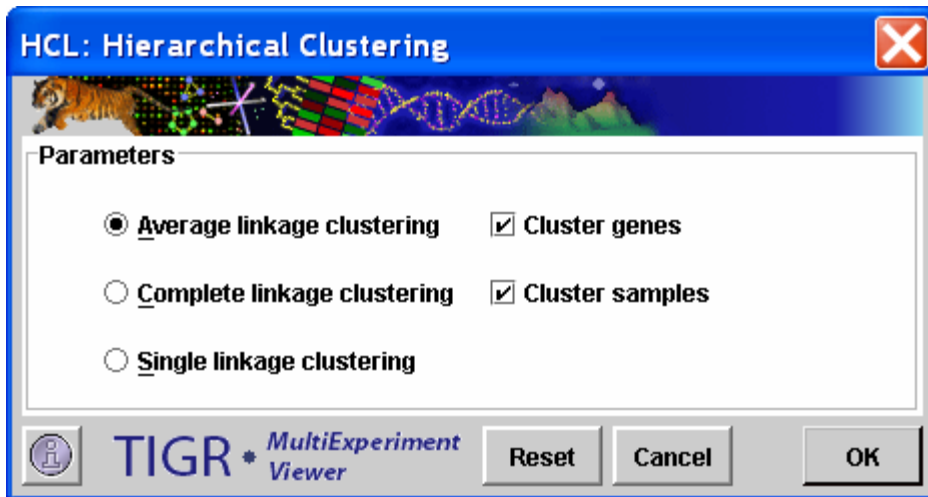 HCL: Hierarchical Clustering
Parameters
Average linkage clustering
Cluster genes
Complete linkage clustering
Cluster samples
Single linkage clustering
TIGR • MultiExperiment
Viewer
Reset
Cancel
OK